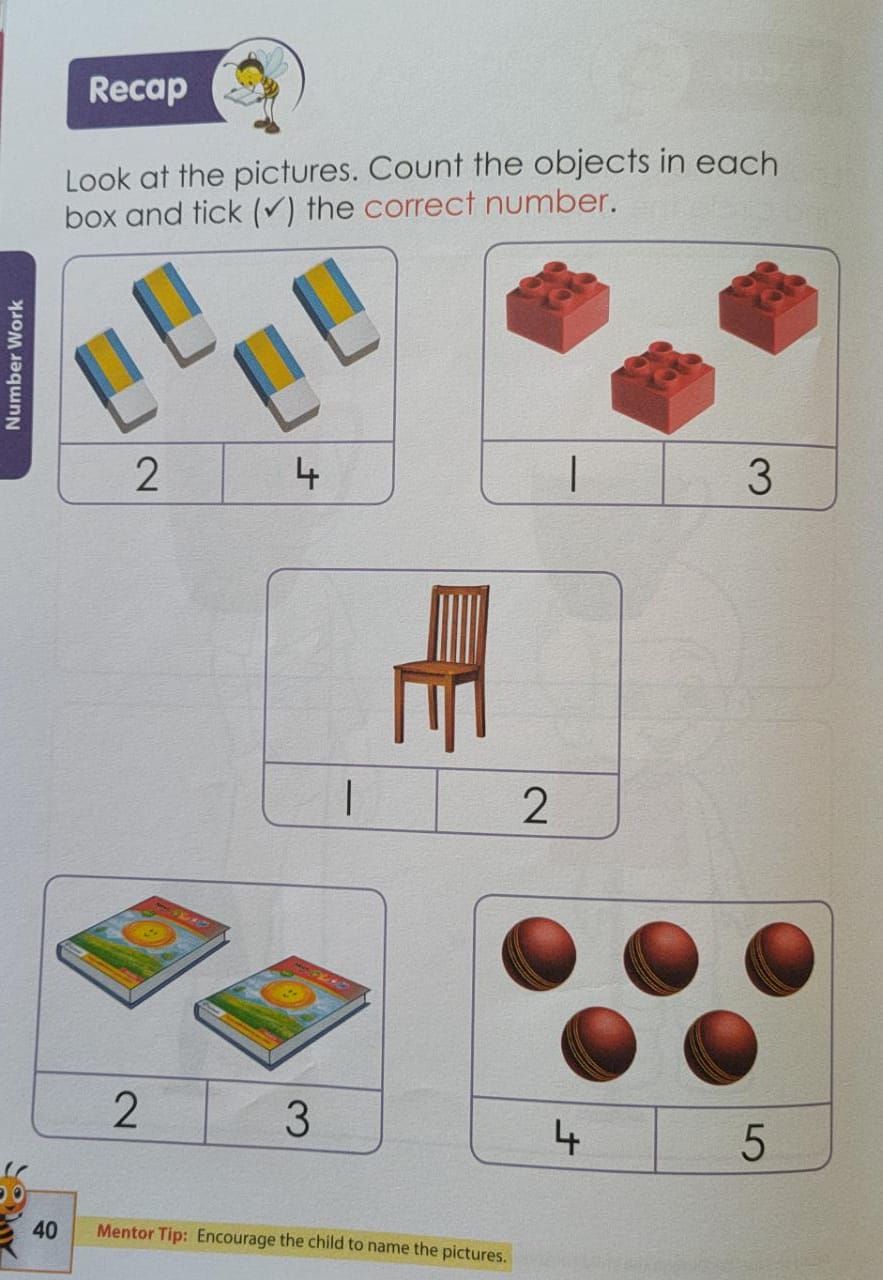 Recap
Look at the pictures. Count the objects in each
box and tick (✓) the correct number.
Number Work
2 4
1 3
1 2
2 3
4 5
40
Mentor Tip: Encourage the child to name the pictures.